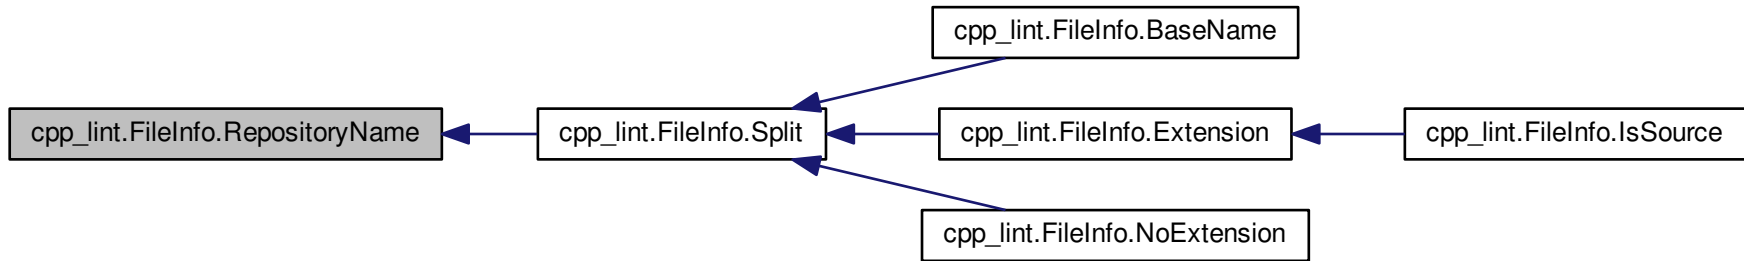 cpp_lint.FileInfo.BaseName
cpp_lint.FileInfo.RepositoryName
cpp_lint.FileInfo.Split
cpp_lint.FileInfo.Extension
cpp_lint.FileInfo.IsSource
cpp_lint.FileInfo.NoExtension